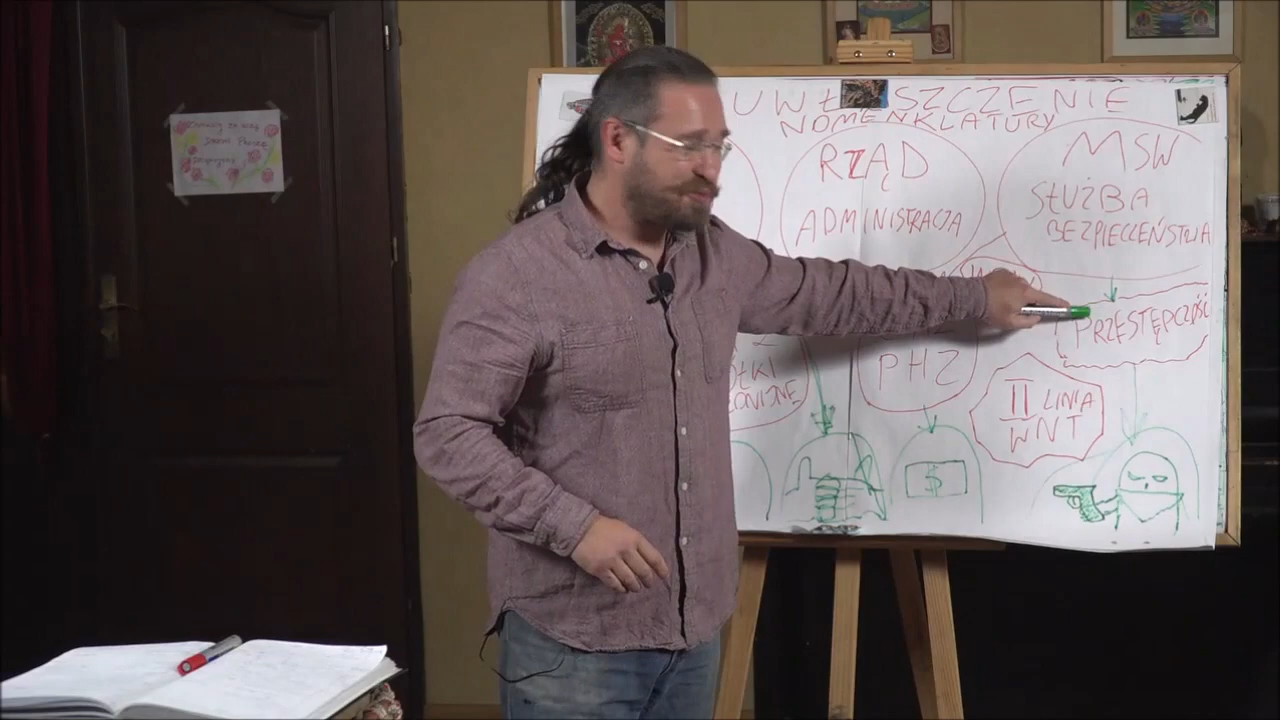 UWŁASZCZENIE
NOMENKLATURY
RZĄD
ADMINISTRACJA
MSW
SŁUŻBA
BEZPIECZEŃSTWA
PRZESTĘPCZOŚĆ
PHZ
II LINIA
WNT
$